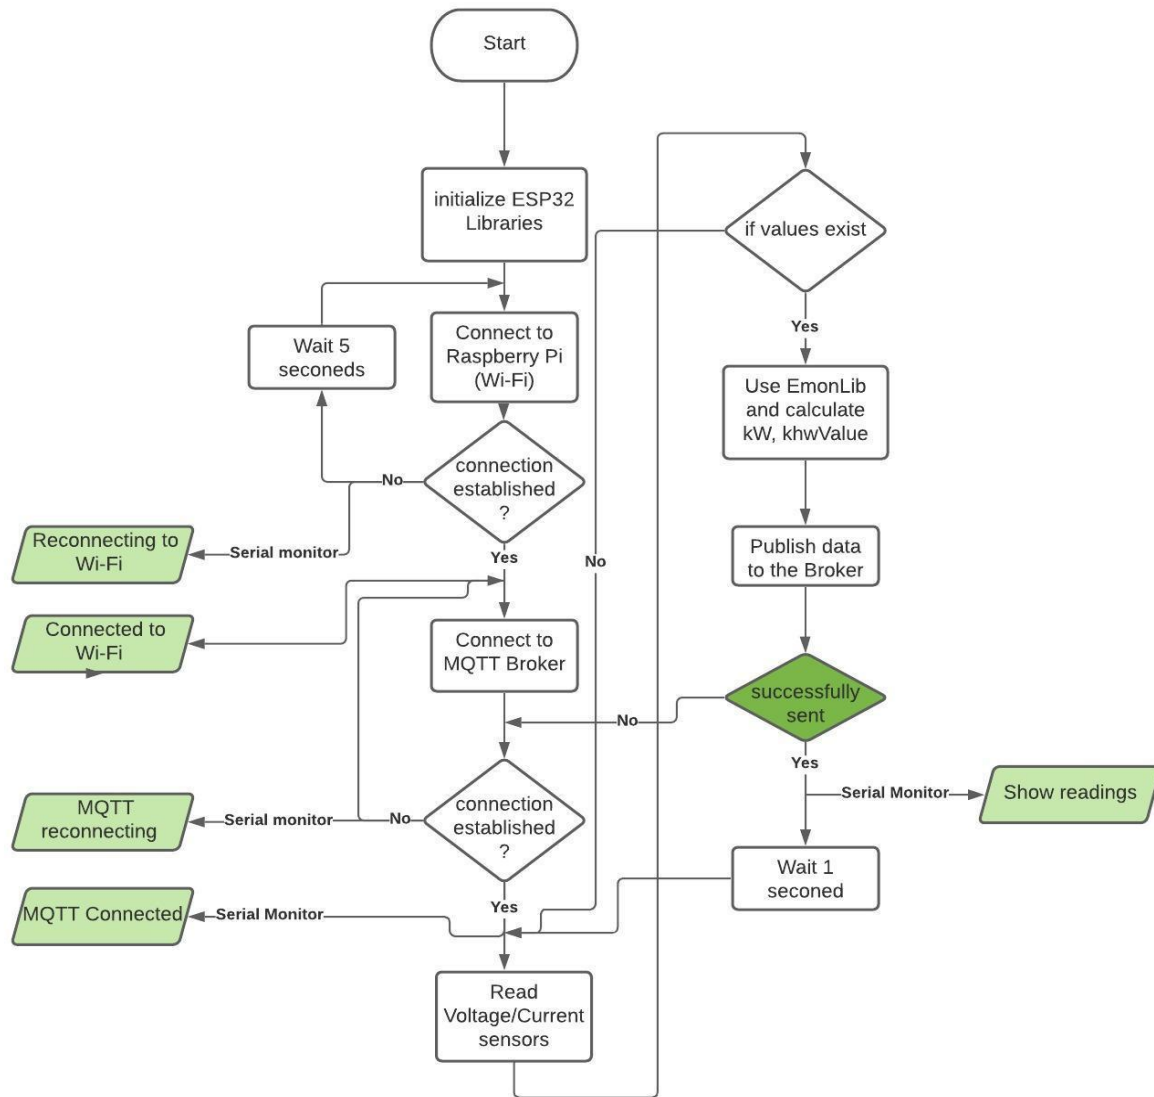 Start
initialize ESP32
Libraries
if values exist
No
Yes
Wait 5
seconeds
Connect to
Raspberry Pi
(Wi-Fi)
Use EmonLib
and calculate
kW, khwValue
connection
established
?
No
Yes
Serial monitor
Reconnecting to
Wi-Fi
Connected to
Wi-Fi
Publish data
to the Broker
Connect to
MQTT Broker
successfully
sent
No
Yes
Serial Monitor
Show readings
connection
established
?
No
Serial monitor
MQTT
reconnecting
Yes
Serial Monitor
MQTT Connected
Wait 1
seconed
Read
Voltage/Current
sensors